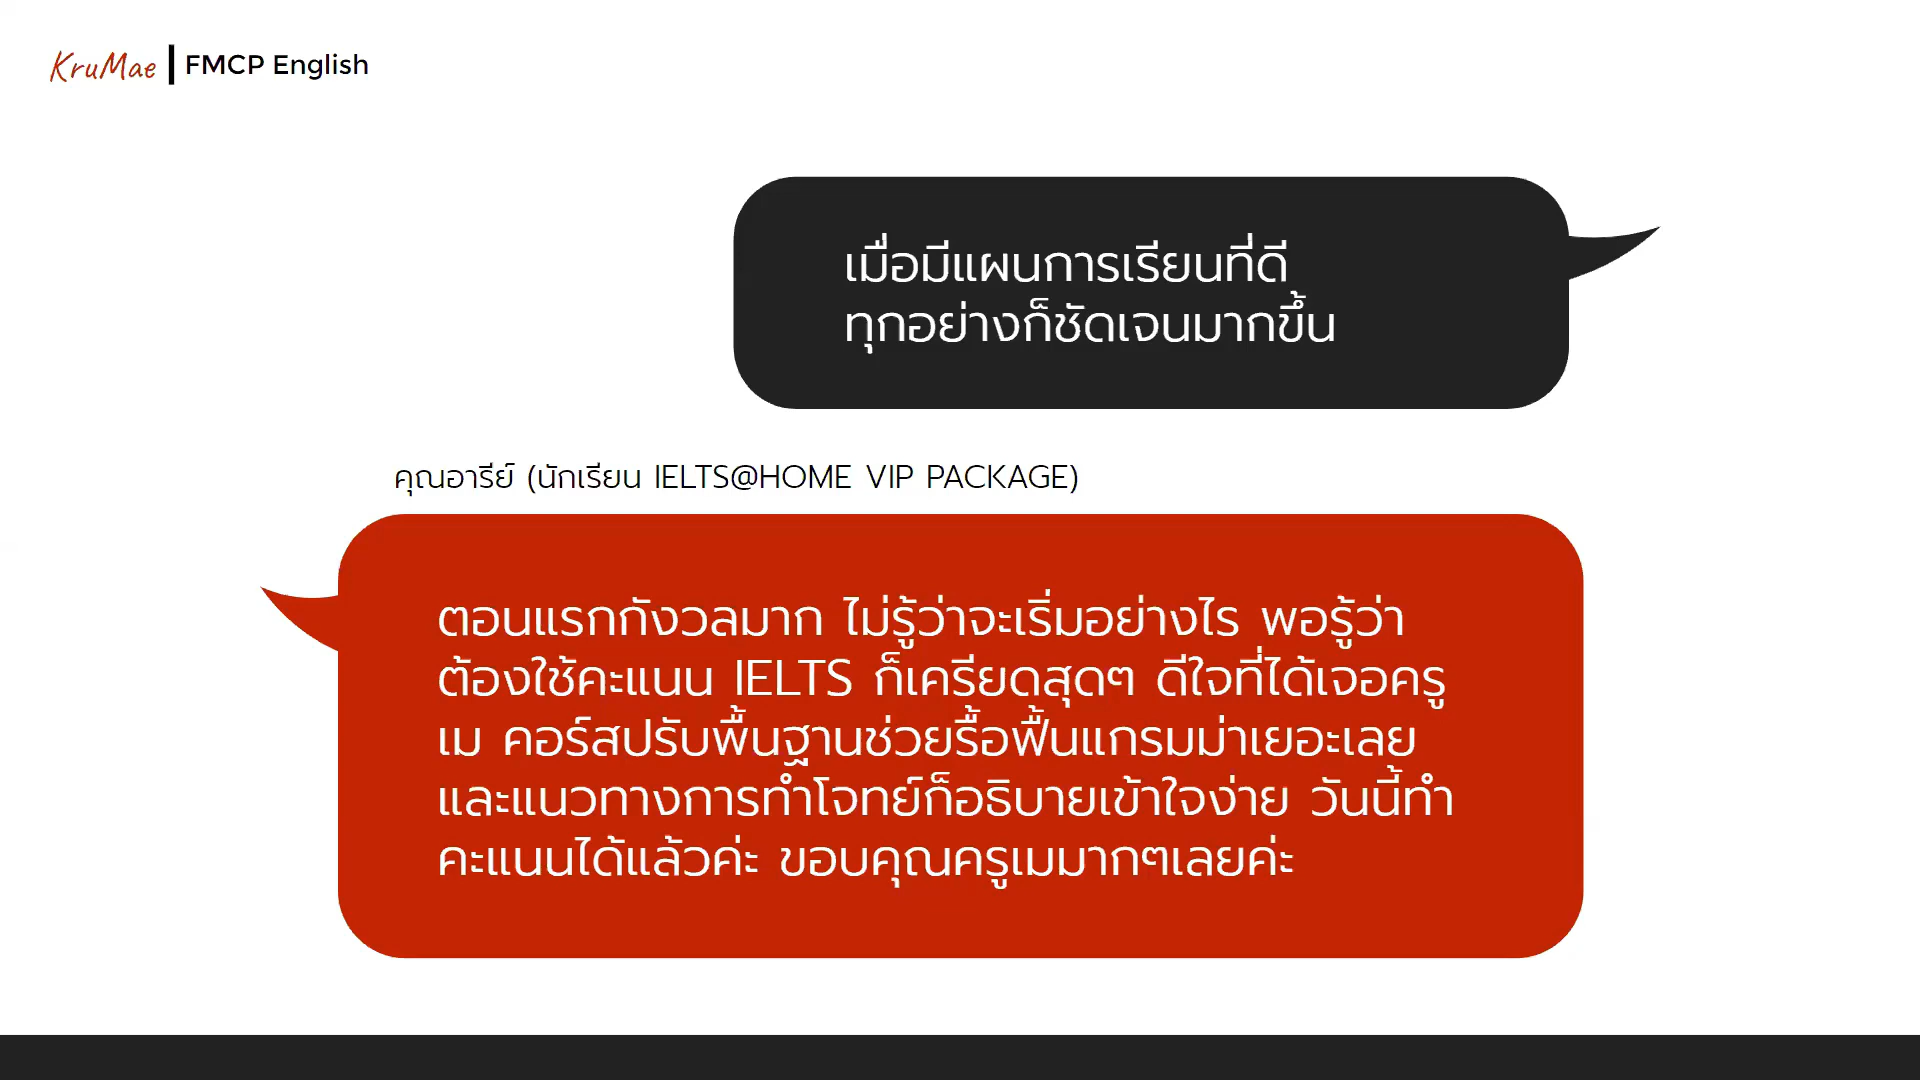 KruMae | FMCP English
เมื่อมีแผนการเรียนที่ดี
ทุกอย่างก็ชัดเจนมากขึ้น
คุณอารีย์ (นักเรียน IELTS@HOME VIP PACKAGE)
ตอนแรกกังวลมาก ไม่รู้ว่าจะเริ่มอย่างไร พอรู้ว่า
ต้องใช้คะแนน IELTS ก็เครียดสุดๆ ดีใจที่ได้เจอครู
เม คอร์สปรับพื้นฐานช่วยรื้อฟื้นแกรมม่าเยอะเลย
และแนวทางการทำโจทย์ก็อธิบายเข้าใจง่าย วันนี้ทำ
คะแนนได้แล้วค่ะ ขอบคุณครูเมมากๆเลยค่ะ